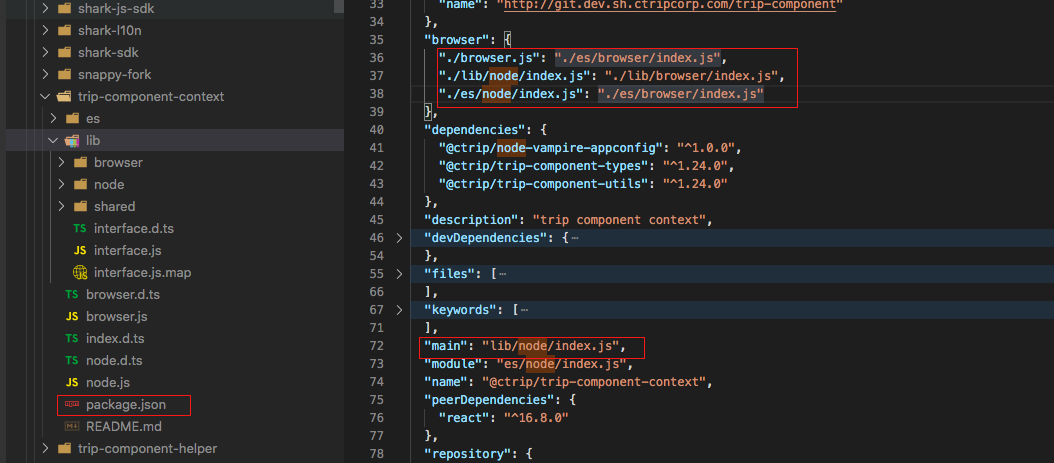 shark-js-sdk
shark-l10n
shark-sdk
snappy-fork
trip-component-context
es
lib
browser
node
shared
TS interface.d.ts
JS interface.js
interface.js.map
TS browser.d.ts
JS browser.js
TS index.d.ts
TS node.d.ts
JS node.js
package.json
M README.md
trip-component-helper
33 "name": "http://git.dev.sh.ctripcorp.com/trip-component"
34 },
35 "browser": {
36 "./browser.js": "./es/browser/index.js",
37 "./lib/node/index.js": "./lib/browser/index.js",
38 "./es/node/index.js": "./es/browser/index.js"
39 },
40 "dependencies": {
41 "@ctrip/node-vampire-appconfig": "^1.0.0",
42 "@ctrip/trip-component-types": "^1.24.0",
43 "@ctrip/trip-component-utils": "^1.24.0"
44 },
45 "description": "trip component context",
46 "devDependencies": {⋯
54 },
55 "files": [⋯
66 ],
67 "keywords": [⋯
71 ],
72 "main": "lib/node/index.js",
73 "module": "es/node/index.js",
74 "name": "@ctrip/trip-component-context",
75 "peerDependencies": {
76 "react": "^16.8.0"
77 },
78 "repository": {